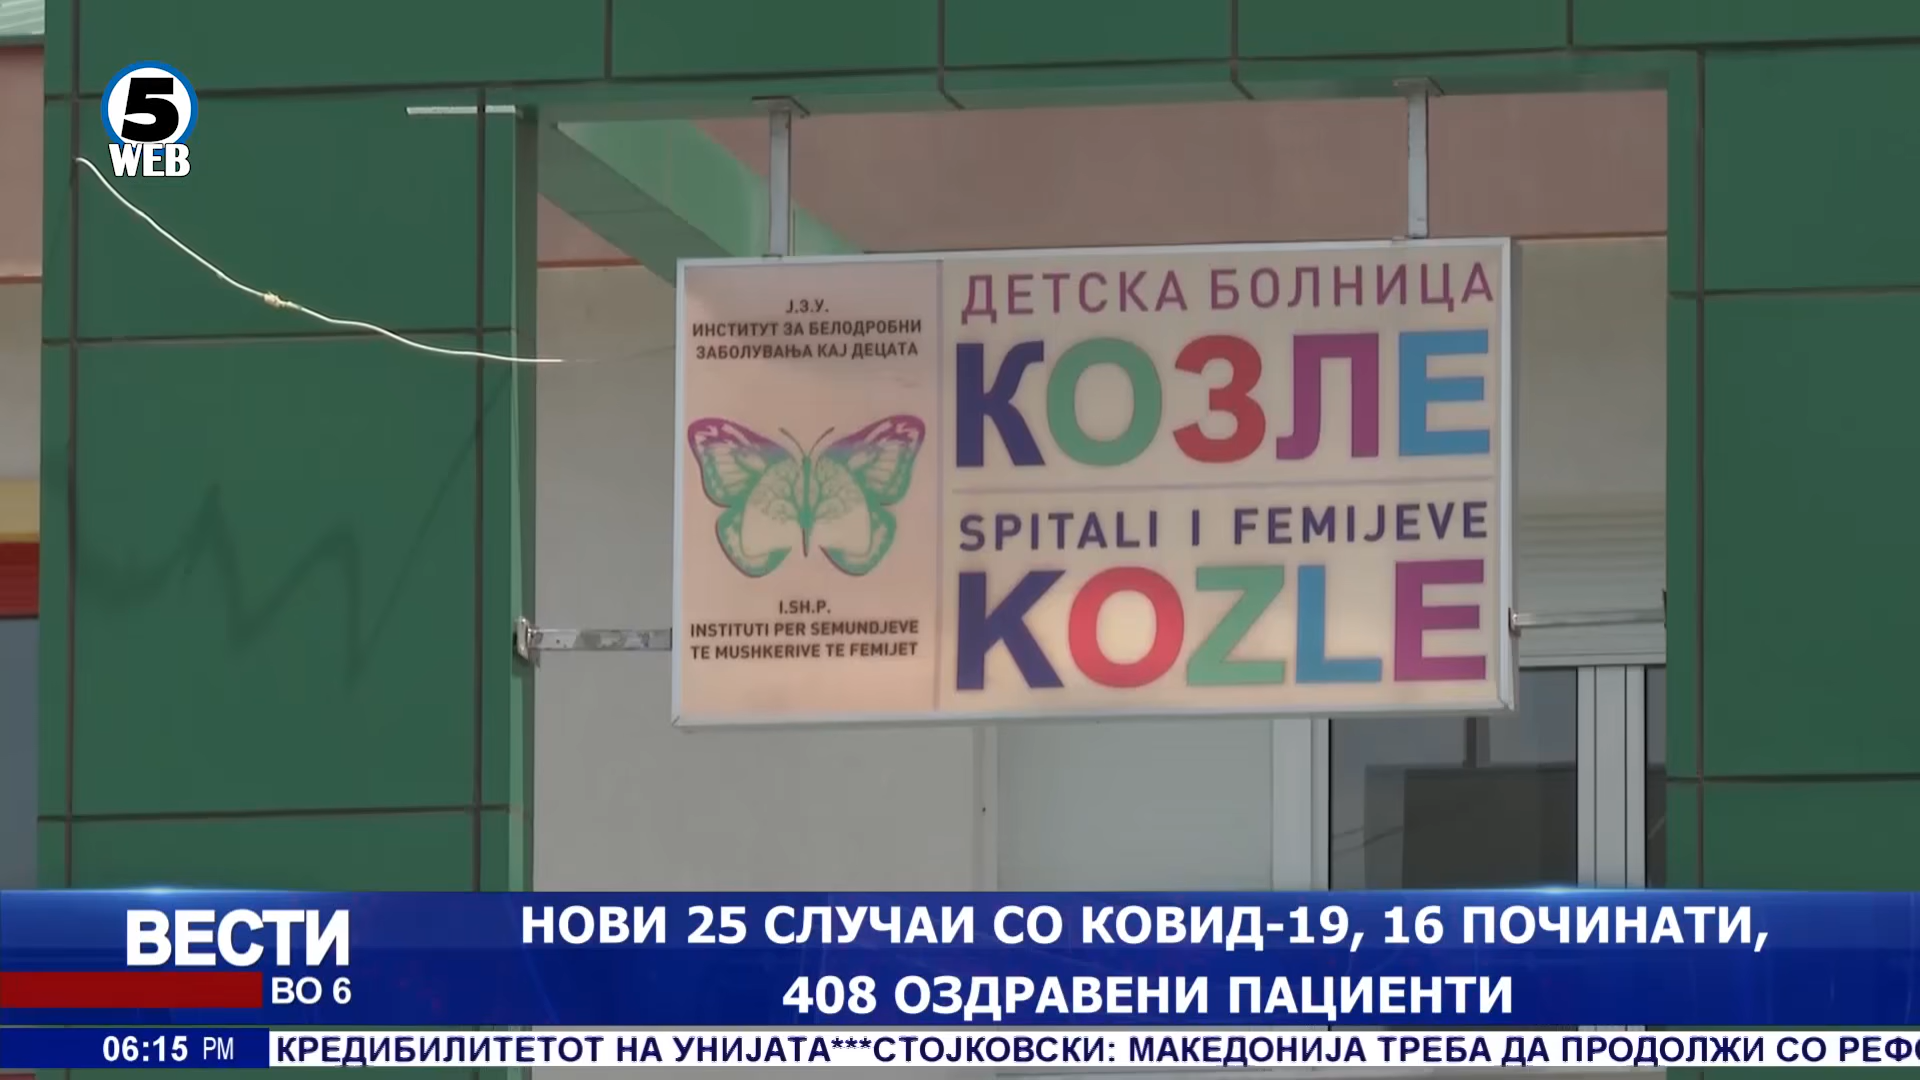 5
WEB
Ј.З.У.
ИНСТИТУТ ЗА БЕЛОДРОБНИ
ЗАБОЛУВАЊА КАЈ ДЕЦАТА
I.SH.P.
INSTITUTI PER SEMUNDJEVE
TE MUSHKERIVE TE FEMIJET
ДЕТСКА БОЛНИЦА
КОЗЛЕ
SPITALI I FEMIJEVE
KOZLE
ВЕСТИ
ВО 6
НОВИ 25 СЛУЧАИ СО КОВИД-19, 16 ПОЧИНАТИ,
408 ОЗДРАВЕНИ ПАЦИЕНТИ
06:15 PM
КРЕДИБИЛИТЕТОТ НА УНИЈАТА***СТОЈКОВСКИ: МАКЕДОНИЈА ТРЕБА ДА ПРОДОЛЖИ СО